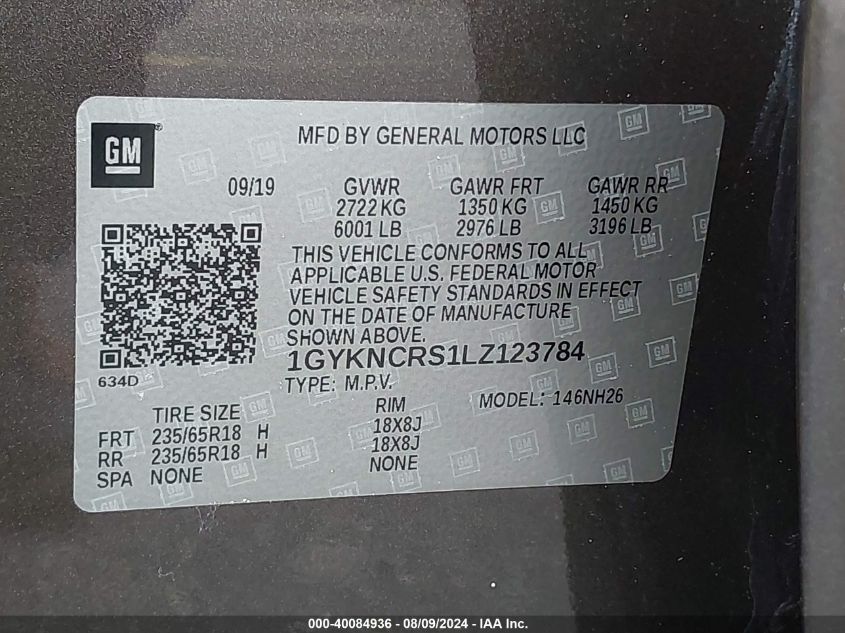 GM ®
MFD BY GENERAL MOTORS LLC
09/19 GVWR GAWR FRT GAWR RR
2722 KG 1350 KG 1450 KG
6001 LB 2976 LB 3196 LB
THIS VEHICLE CONFORMS TO ALL
APPLICABLE U.S. FEDERAL MOTOR
VEHICLE SAFETY STANDARDS IN EFFECT
ON THE DATE OF MANUFACTURE
SHOWN ABOVE.
1GYKNCRS1LZ123784
634D
TYPE: M.P.V. MODEL: 146NH26
TIRE SIZE RIM
FRT 235/65R18 H 18X8J
RR 235/65R18 H 18X8J
SPA NONE NONE
000-40084936 - 08/09/2024 - IAA Inc.